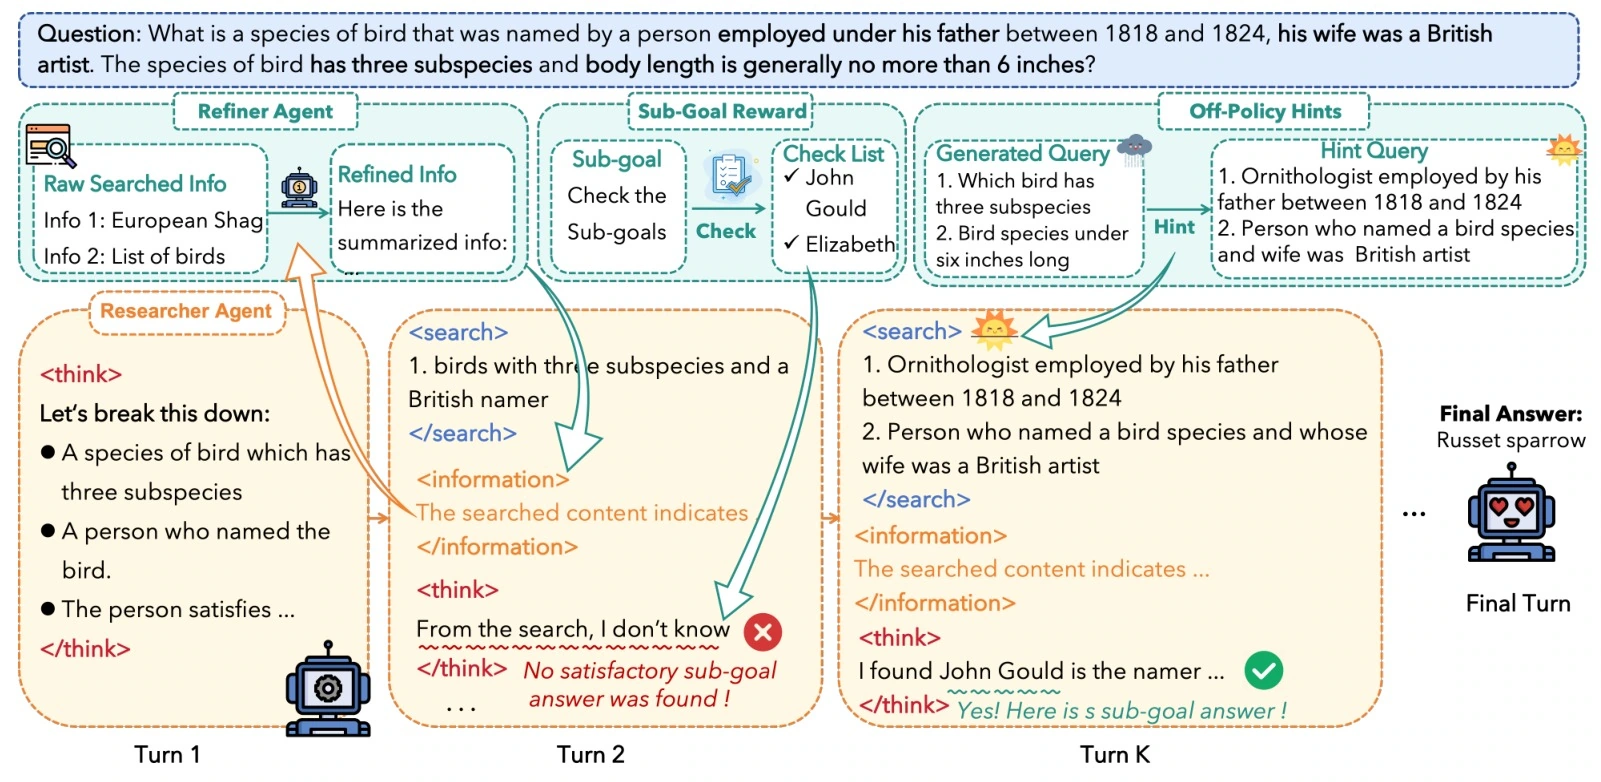 Question: What is a species of bird that was named by a person employed under his father between 1818 and 1824, his wife was a British
artist. The species of bird has three subspecies and body length is generally no more than 6 inches?
Refiner Agent
Raw Searched Info
Info 1: European Shag
Info 2: List of birds
Refined Info
Here is the
summarized info:
...
Sub-Goal Reward
Sub-goal
Check the
Sub-goals
Check
Check List
✓ John
Gould
✓ Elizabeth
Off-Policy Hints
Generated Query
1. Which bird has
three subspecies
2. Bird species under
six inches long
Hint
Hint Query
1. Ornithologist employed by his
father between 1818 and 1824
2. Person who named a bird species
and wife was British artist
Researcher Agent
<think>
Let's break this down:
● A species of bird which has
three subspecies
● A person who named the
bird.
● The person satisfies ...
</think>
Turn 1
<search>
1. birds with three subspecies and a
British namer
</search>
<information>
The searched content indicates
</information>
<think>
From the search, I don't know
</think>
No satisfactory sub-goal
answer was found !
...
Turn 2
<search>
1. Ornithologist employed by his father
between 1818 and 1824
2. Person who named a bird species and whose
wife was a British artist
</search>
<information>
The searched content indicates ...
</information>
<think>
I found John Gould is the namer ...
</think>
Yes! Here is s sub-goal answer !
Turn K
...
Final Answer:
Russet sparrow
Final Turn